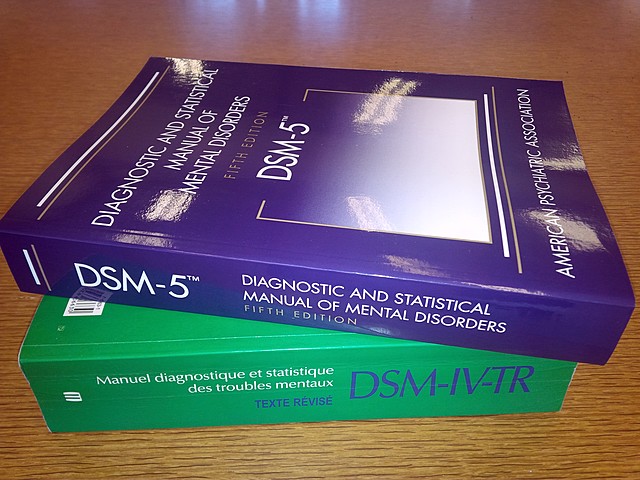 DIAGNOSTIC AND STATISTICAL
MANUAL OF
MENTAL DISORDERS
FIFTH EDITION
DSM-5™
AMERICAN PSYCHIATRIC ASSOCIATION
DSM-5™
DIAGNOSTIC AND STATISTICAL
MANUAL OF MENTAL DISORDERS
FIFTH EDITION
Manuel diagnostique et statistique
des troubles mentaux
TEXTE RÉVISÉ
DSM-IV-TR